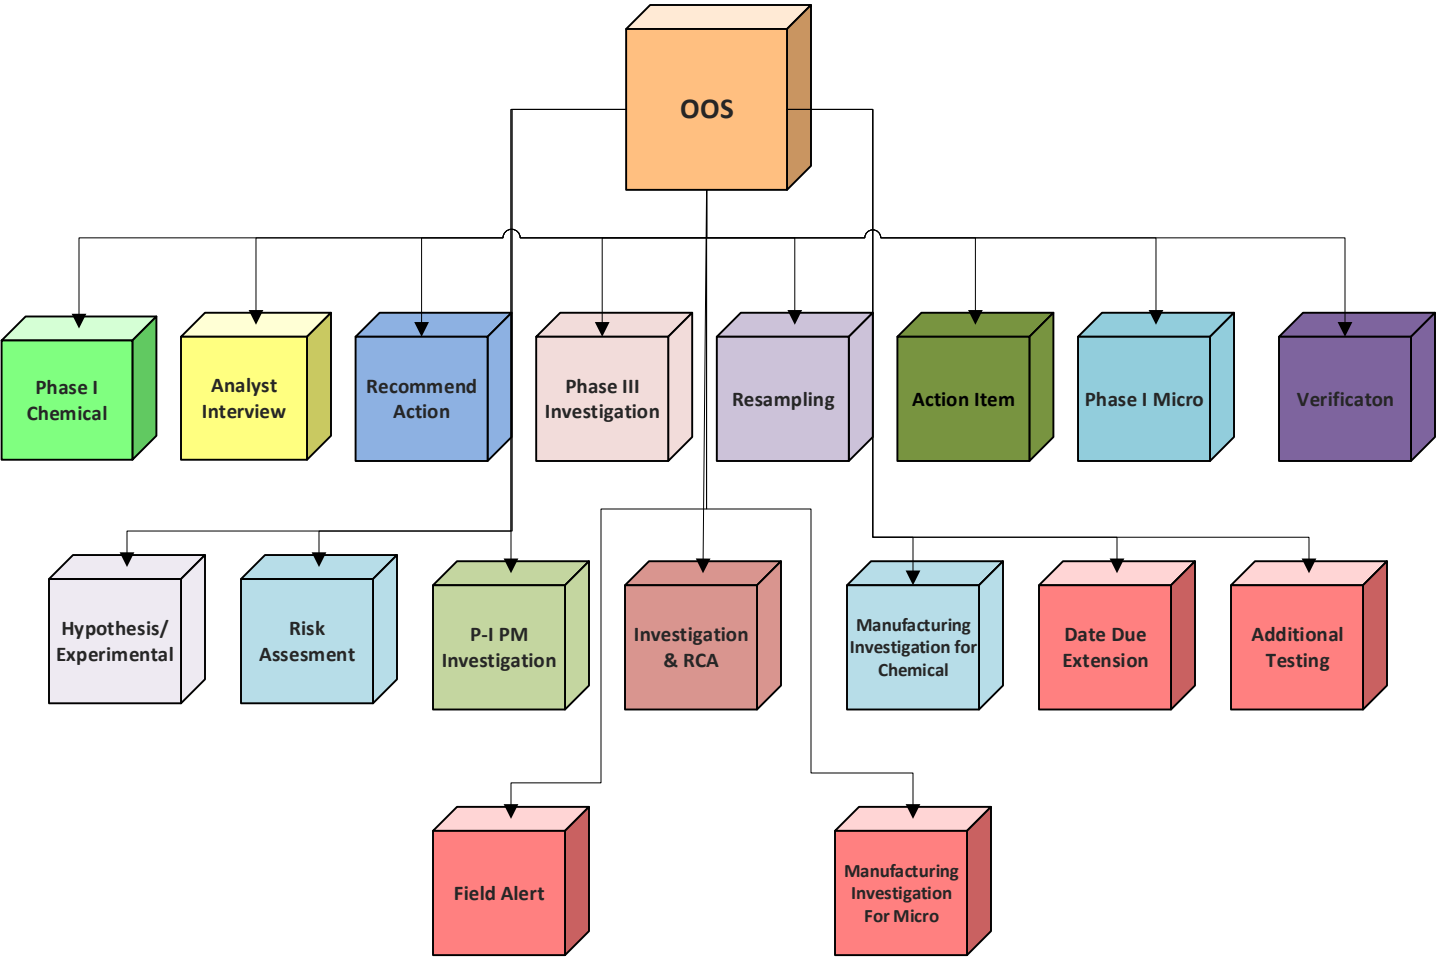 OOS
Phase I
Chemical
Analyst
Interview
Recommend
Action
Phase III
Investigation
Resampling
Action Item
Phase I Micro
Verificaton
Hypothesis/
Experimental
Risk
Assesment
P-I PM
Investigation
Investigation
& RCA
Manufacturing
Investigation for
Chemical
Date Due
Extension
Additional
Testing
Field Alert
Manufacturing
Investigation
For Micro